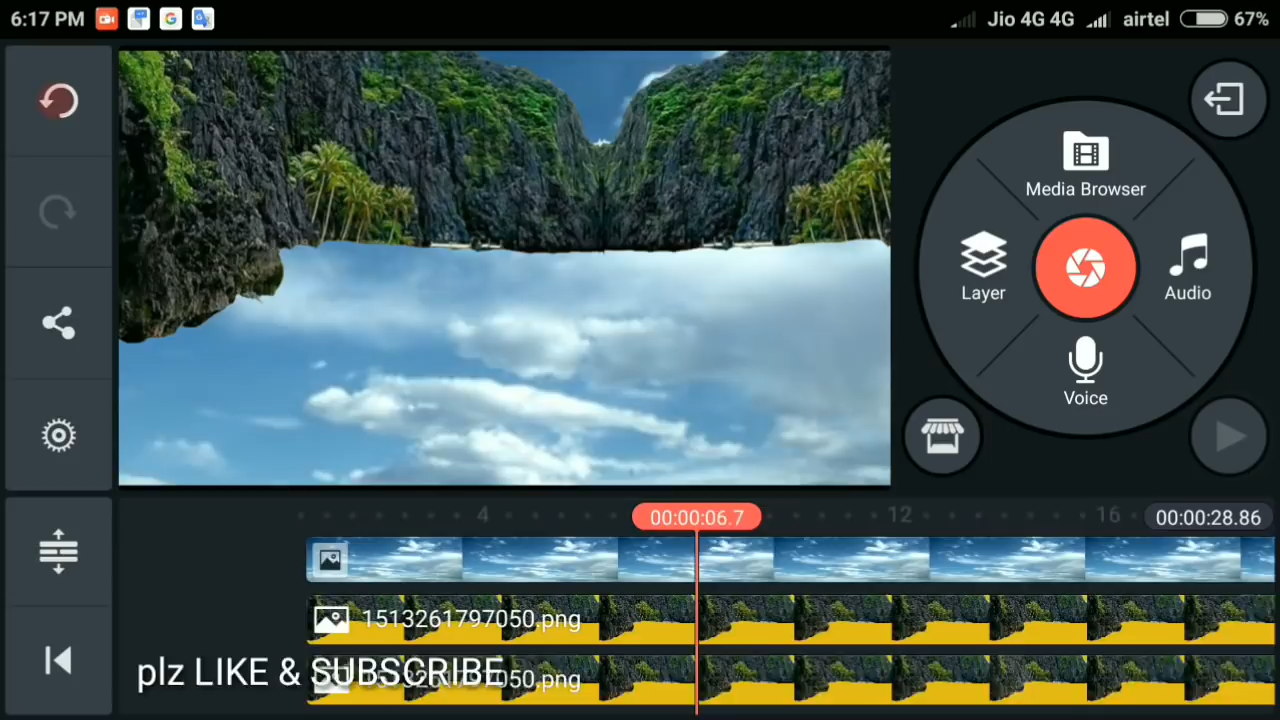 6:17 PM Jio 4G 4G airtel 67%
Media Browser
Layer
Audio
Voice
4 00:00:06.7 12 16 00:00:28.86
1513261797050.png
plz LIKE & SUBSCRIBE
050.png